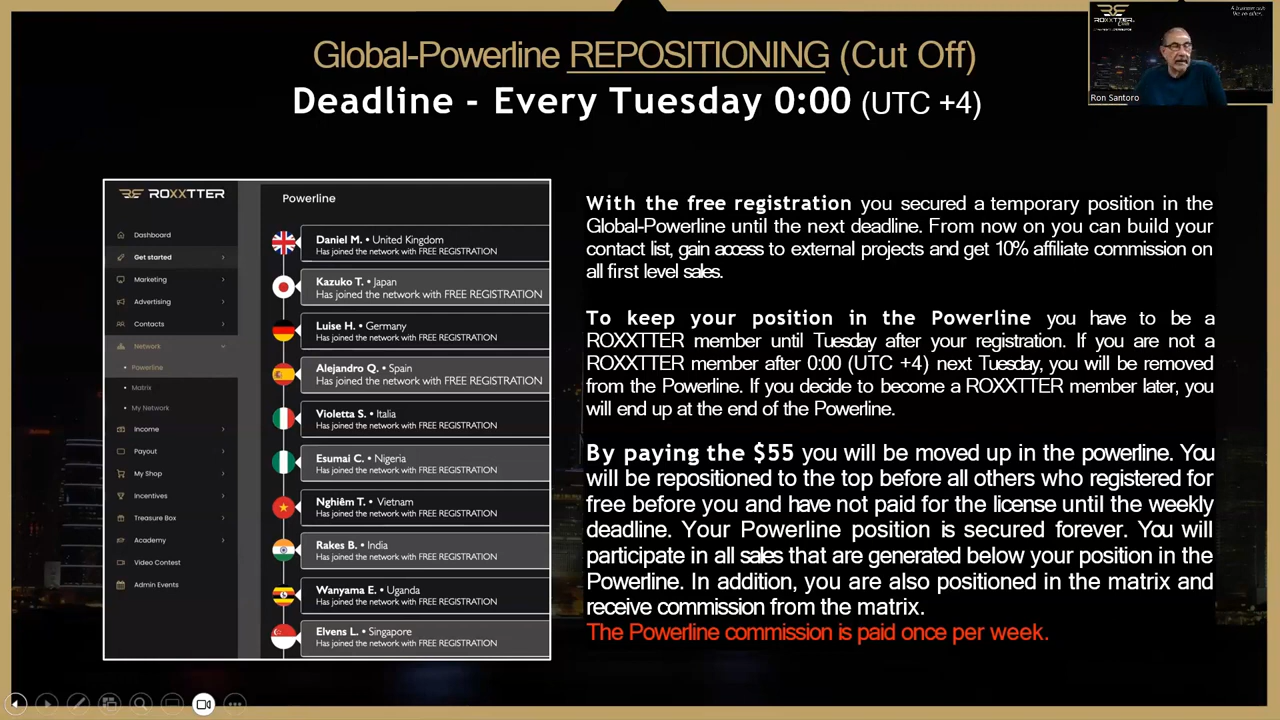 Global-Powerline REPOSITIONING (Cut Off)
Deadline - Every Tuesday 0:00 (UTC +4)
ROXXTTER
Ron Santoro
ROXXTTER
Dashboard
Get started
Marketing
Advertising
Contacts
Network
• Powerline
• Matrix
• My Network
Income
Payout
My Shop
Incentives
Treasure Box
Academy
Video Contest
Admin Events
Powerline
Daniel M. • United Kingdom
Has joined the network with FREE REGISTRATION
Kazuko T. • Japan
Has joined the network with FREE REGISTRATION
Luise H. • Germany
Has joined the network with FREE REGISTRATION
Alejandro Q. • Spain
Has joined the network with FREE REGISTRATION
Violetta S. • Italia
Has joined the network with FREE REGISTRATION
Esumai C. • Nigeria
Has joined the network with FREE REGISTRATION
Nghiêm T. • Vietnam
Has joined the network with FREE REGISTRATION
Rakes B. • India
Has joined the network with FREE REGISTRATION
Wanyama E. • Uganda
Has joined the network with FREE REGISTRATION
Elvens L. • Singapore
Has joined the network with FREE REGISTRATION
With the free registration you secured a temporary position in the
Global-Powerline until the next deadline. From now on you can build your
contact list, gain access to external projects and get 10% affiliate commission on
all first level sales.
To keep your position in the Powerline you have to be a
ROXXTTER member until Tuesday after your registration. If you are not a
ROXXTTER member after 0:00 (UTC +4) next Tuesday, you will be removed
from the Powerline. If you decide to become a ROXXTTER member later, you
will end up at the end of the Powerline.
By paying the $55 you will be moved up in the powerline. You
will be repositioned to the top before all others who registered for
free before you and have not paid for the license until the weekly
deadline. Your Powerline position is secured forever. You will
participate in all sales that are generated below your position in the
Powerline. In addition, you are also positioned in the matrix and
receive commission from the matrix.
The Powerline commission is paid once per week.